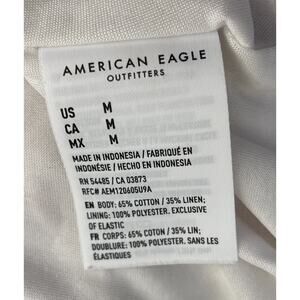 AMERICAN EAGLE
OUTFITTERS
US M
CA M
MX M
MADE IN INDONESIA / FABRIQUÉ EN
INDONÉSIE / HECHO EN INDONESIA
RN 54485 / CA 03873
RFC# AEM120605U9A
EN BODY: 65% COTTON / 35% LINEN;
LINING: 100% POLYESTER. EXCLUSIVE
OF ELASTIC
FR CORPS: 65% COTON / 35% LIN;
DOUBLURE: 100% POLYESTER. SANS LES
ÉLASTIQUES